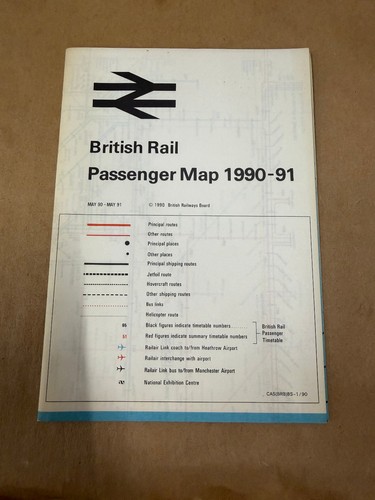 British Rail
Passenger Map 1990-91
MAY 90 - MAY 91 © 1990 British Railways Board
Principal routes
Other routes
Principal places
Other places
Principal shipping routes
Jetfoil route
Hovercraft routes
Other shipping routes
Bus links
Helicopter route
Black figures indicate timetable numbers
Red figures indicate summary timetable numbers
British Rail
Passenger
Timetable
Railair Link coach to/from Heathrow Airport
Railair interchange with airport
Railair Link bus to/from Manchester Airport
National Exhibition Centre